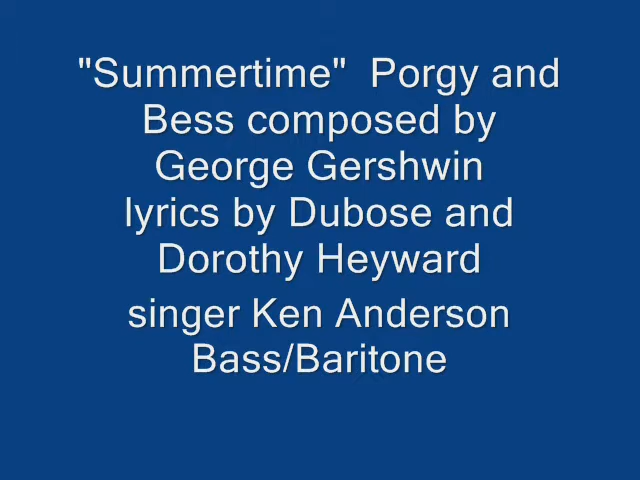 "Summertime"  Porgy and
Bess composed by
George Gershwin
lyrics by Dubose and
Dorothy Heyward
singer Ken Anderson
Bass/Baritone